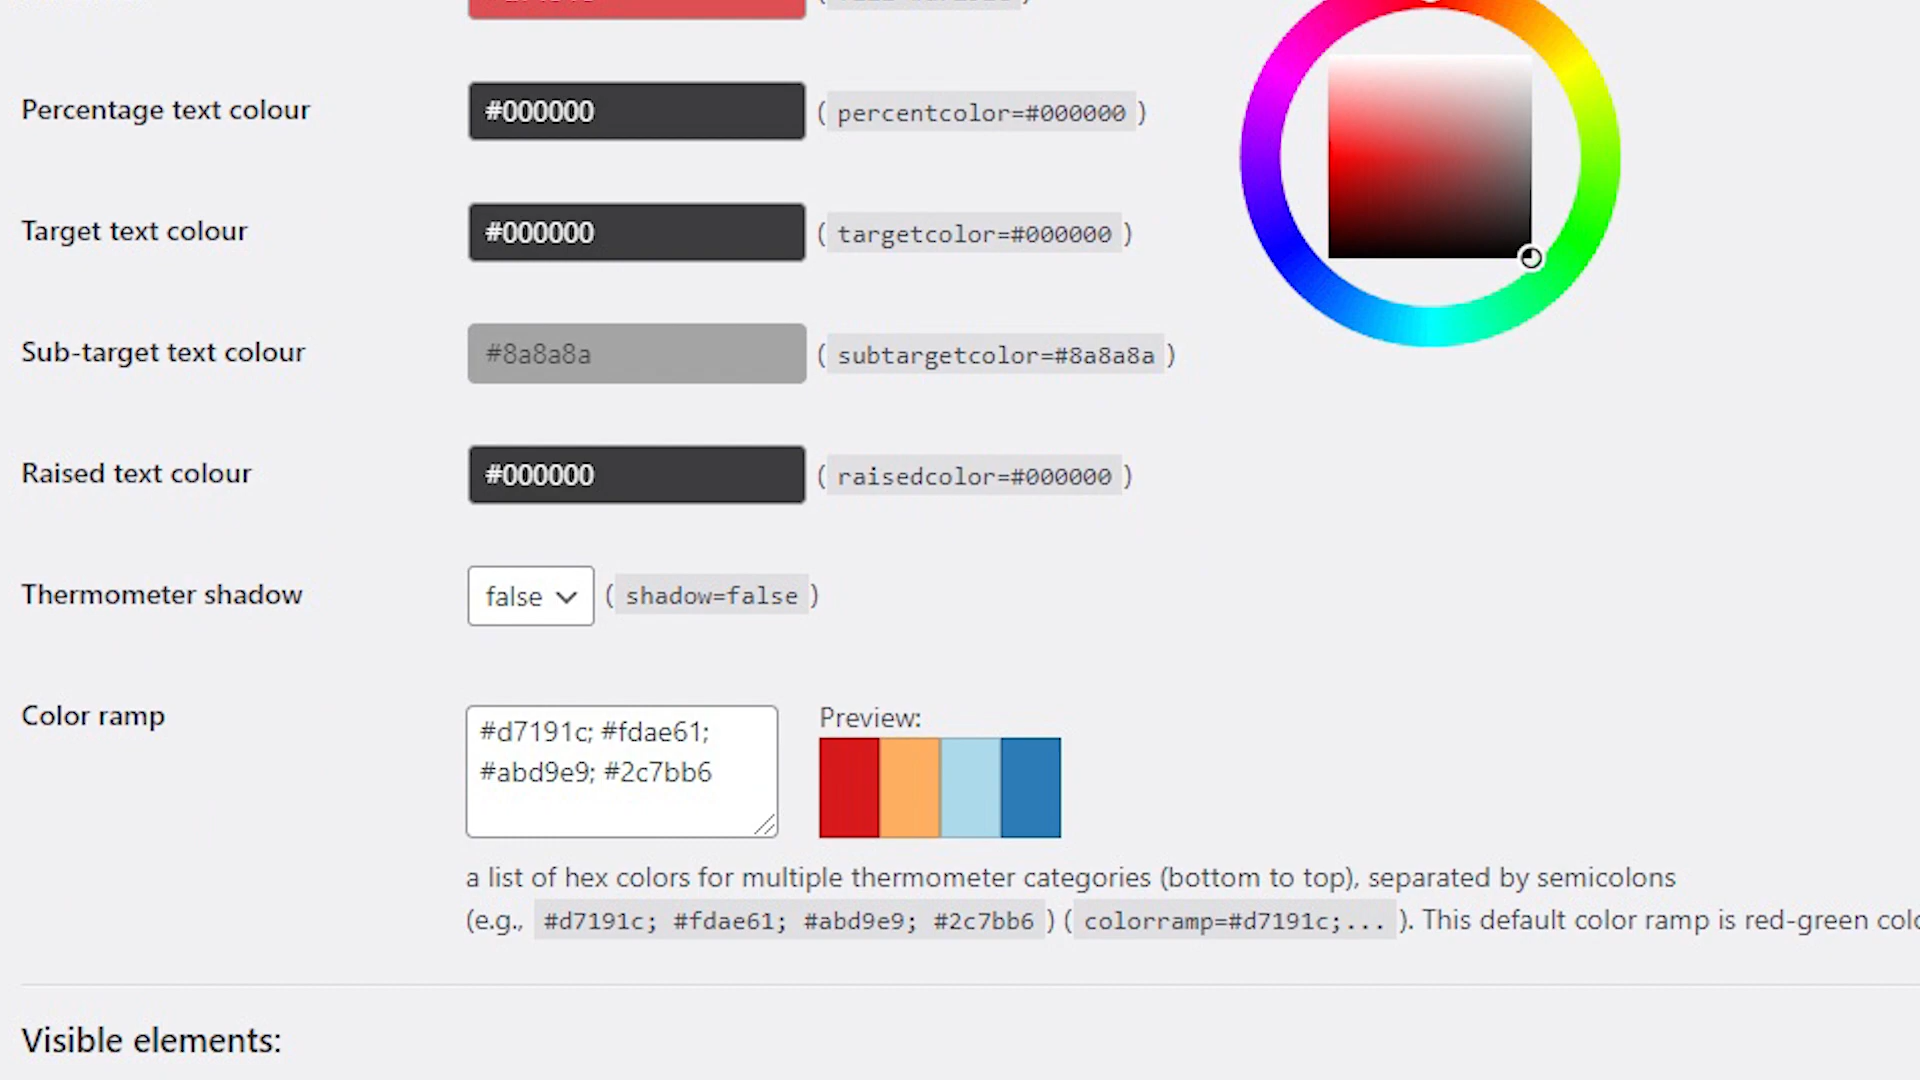 Percentage text colour #000000 ( percentcolor=#000000 )
Target text colour #000000 ( targetcolor=#000000 )
Sub-target text colour #8a8a8a ( subtargetcolor=#8a8a8a )
Raised text colour #000000 ( raisedcolor=#000000 )
Thermometer shadow false ( shadow=false )
Color ramp #d7191c; #fdae61; Preview:
#abd9e9; #2c7bb6
a list of hex colors for multiple thermometer categories (bottom to top), separated by semicolons
(e.g., #d7191c; #fdae61; #abd9e9; #2c7bb6 ) ( colorramp=#d7191c;... ). This default color ramp is red-green
Visible elements: